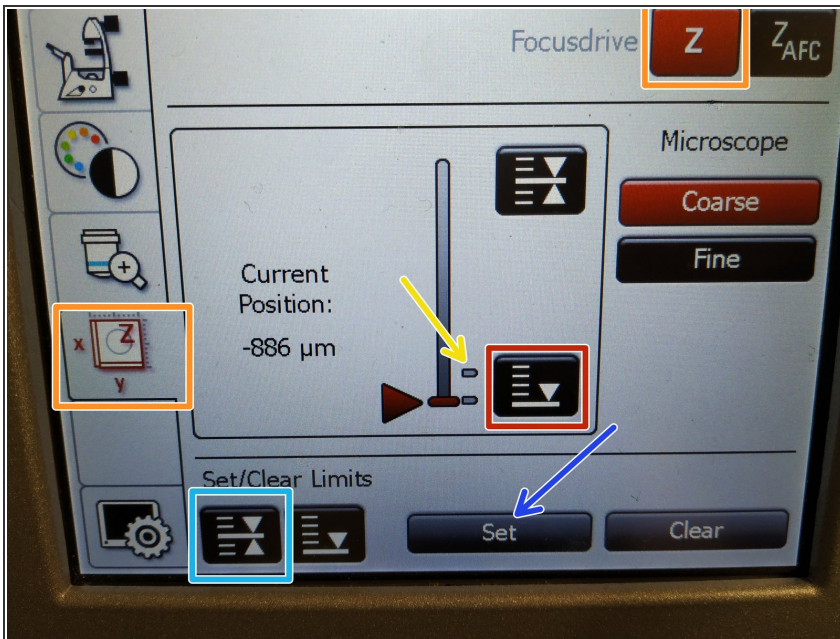 Focusdrive Z ZAFC
Microscope
Coarse
Fine
Current
Position:
-886 µm
x Z
y
Set/Clear Limits
Set Clear